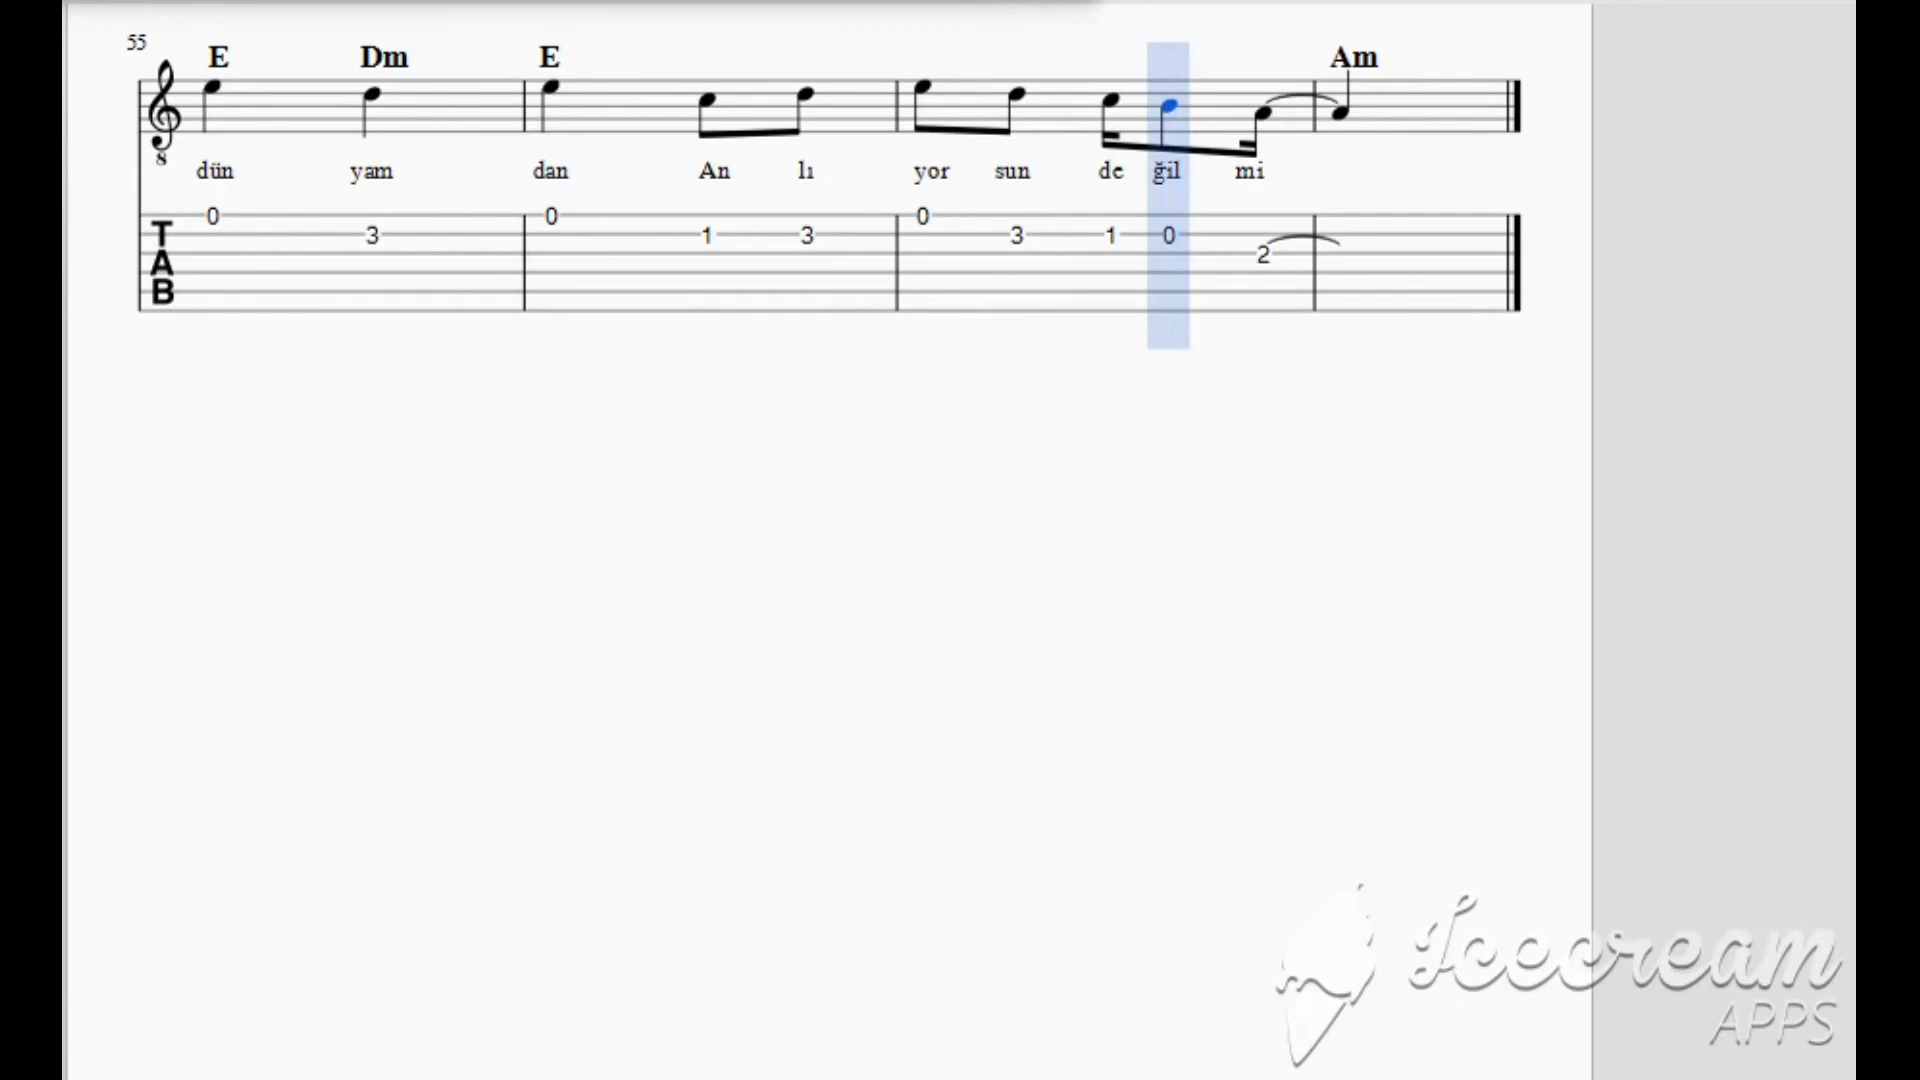 55
E Dm E Am
8
dün yam dan An lı yor sun de ğil mi
0 3 0 1 3 0 3 1 0 2
TAB
Icecream
APPS